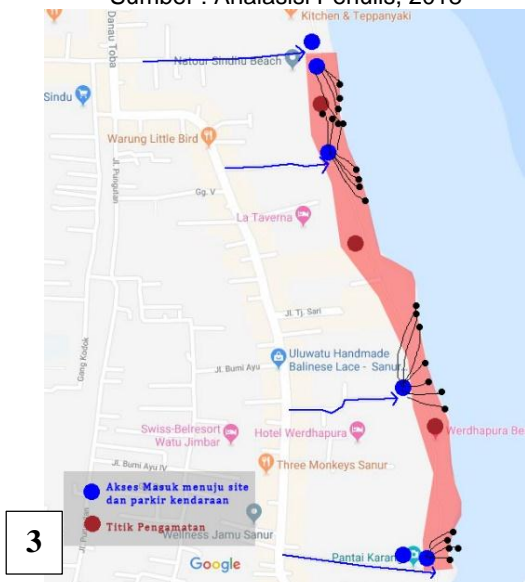 Sumber : Analasisi Penulis, 2018
Kitchen & Teppanyaki
Danau Toba
Natour Sindhu Beach
Sindu
Warung Little Bird
Jl. Pungutan
Gg. V
La Taverna
Jl. Tj. Sari
Gang Kedok
Uluwatu Handmade
Balinese Lace - Sanur
Jl. Bumi Ayu
Swiss-Belresort
Watu Jimbar
Hotel Werdhapura
Werdhapura Be
Jl. Bumi Ayu IV
Three Monkeys Sanur
Akses Masuk menuju site
dan parkir kendaraan
Titik Pengamatan
Wellness Jamu Sanur
3
Google
Pantai Karan